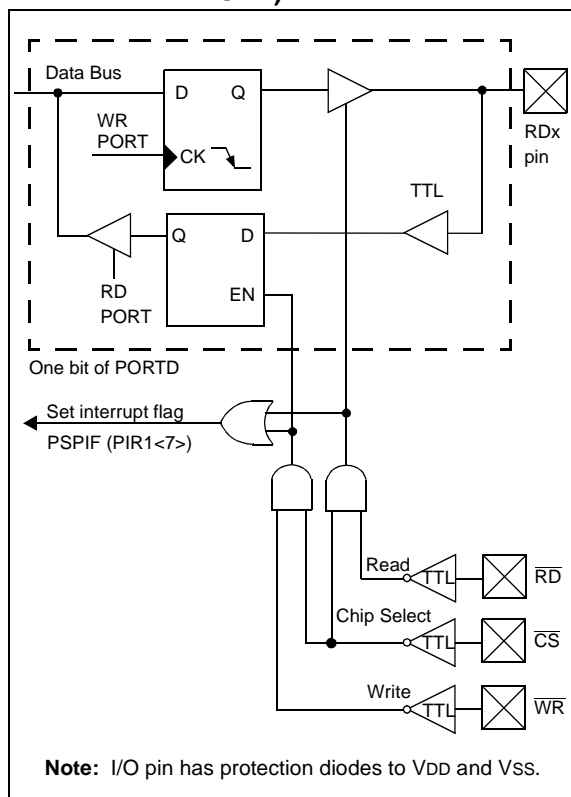 Data Bus
D Q
WR
PORT
CK
RDx
pin
TTL
Q D
EN
RD
PORT
One bit of PORTD
Set interrupt flag
PSPIF (PIR1<7>)
Read
TTL
RD
Chip Select
TTL
CS
Write
TTL
WR
Note: I/O pin has protection diodes to VDD and VSS.